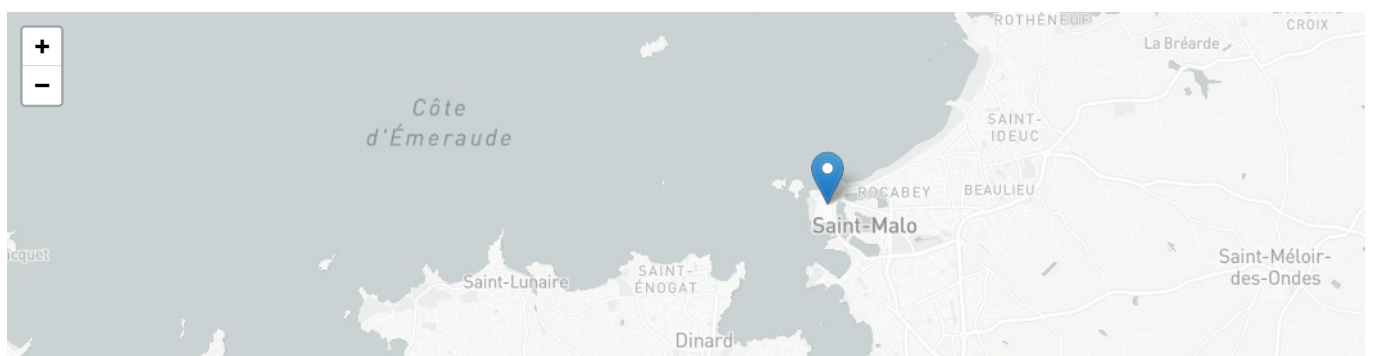 ROTHÉNEUF
CROIX
+
La Bréarde
−
Côte
d'Émeraude
SAINT-
IDEUC
ROCABEY
BEAULIEU
Saint-Malo
icquet
Saint-Méloir-
des-Ondes
Saint-Lunaire
SAINT-
ÉNOGAT
Dinard